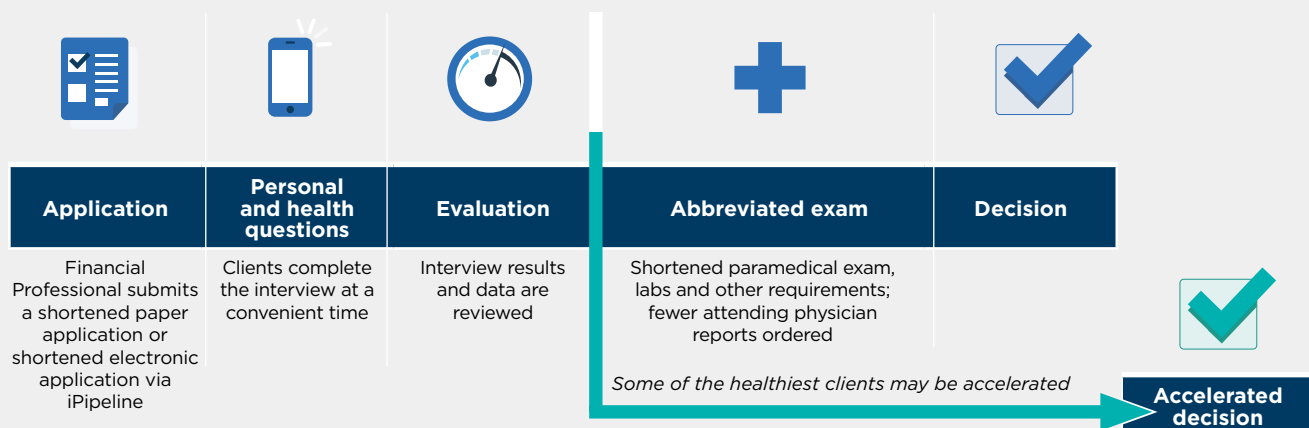 Application
Personal
and health
questions
Evaluation
Abbreviated exam
Decision
Financial
Professional submits
a shortened paper
application or
shortened electronic
application via
iPipeline
Clients complete
the interview at a
convenient time
Interview results
and data are
reviewed
Shortened paramedical exam,
labs and other requirements;
fewer attending physician
reports ordered
Some of the healthiest clients may be accelerated
Accelerated
decision